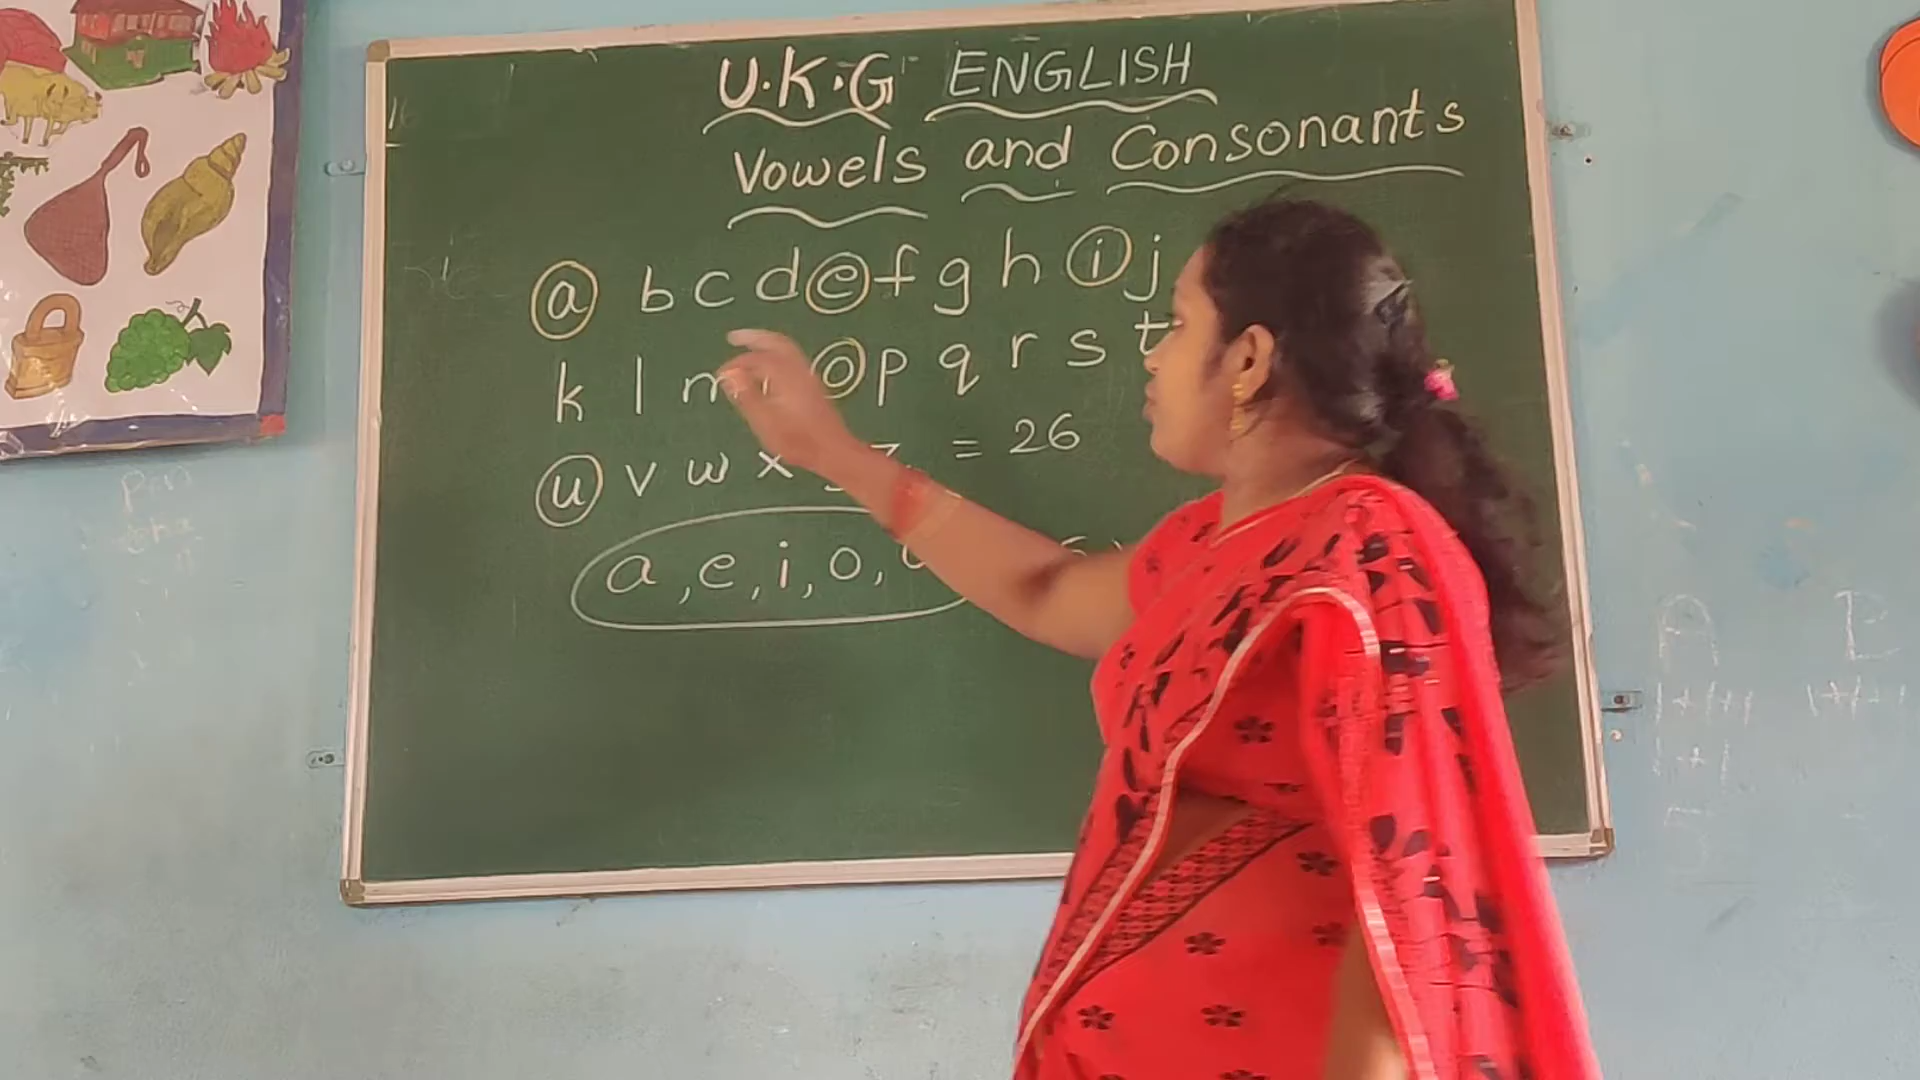 U.K.G ENGLISH
Vowels and Consonants
a b c d e f g h i j
k l m o p q r s t
u v w x = 26
a, e, i, o,
A B